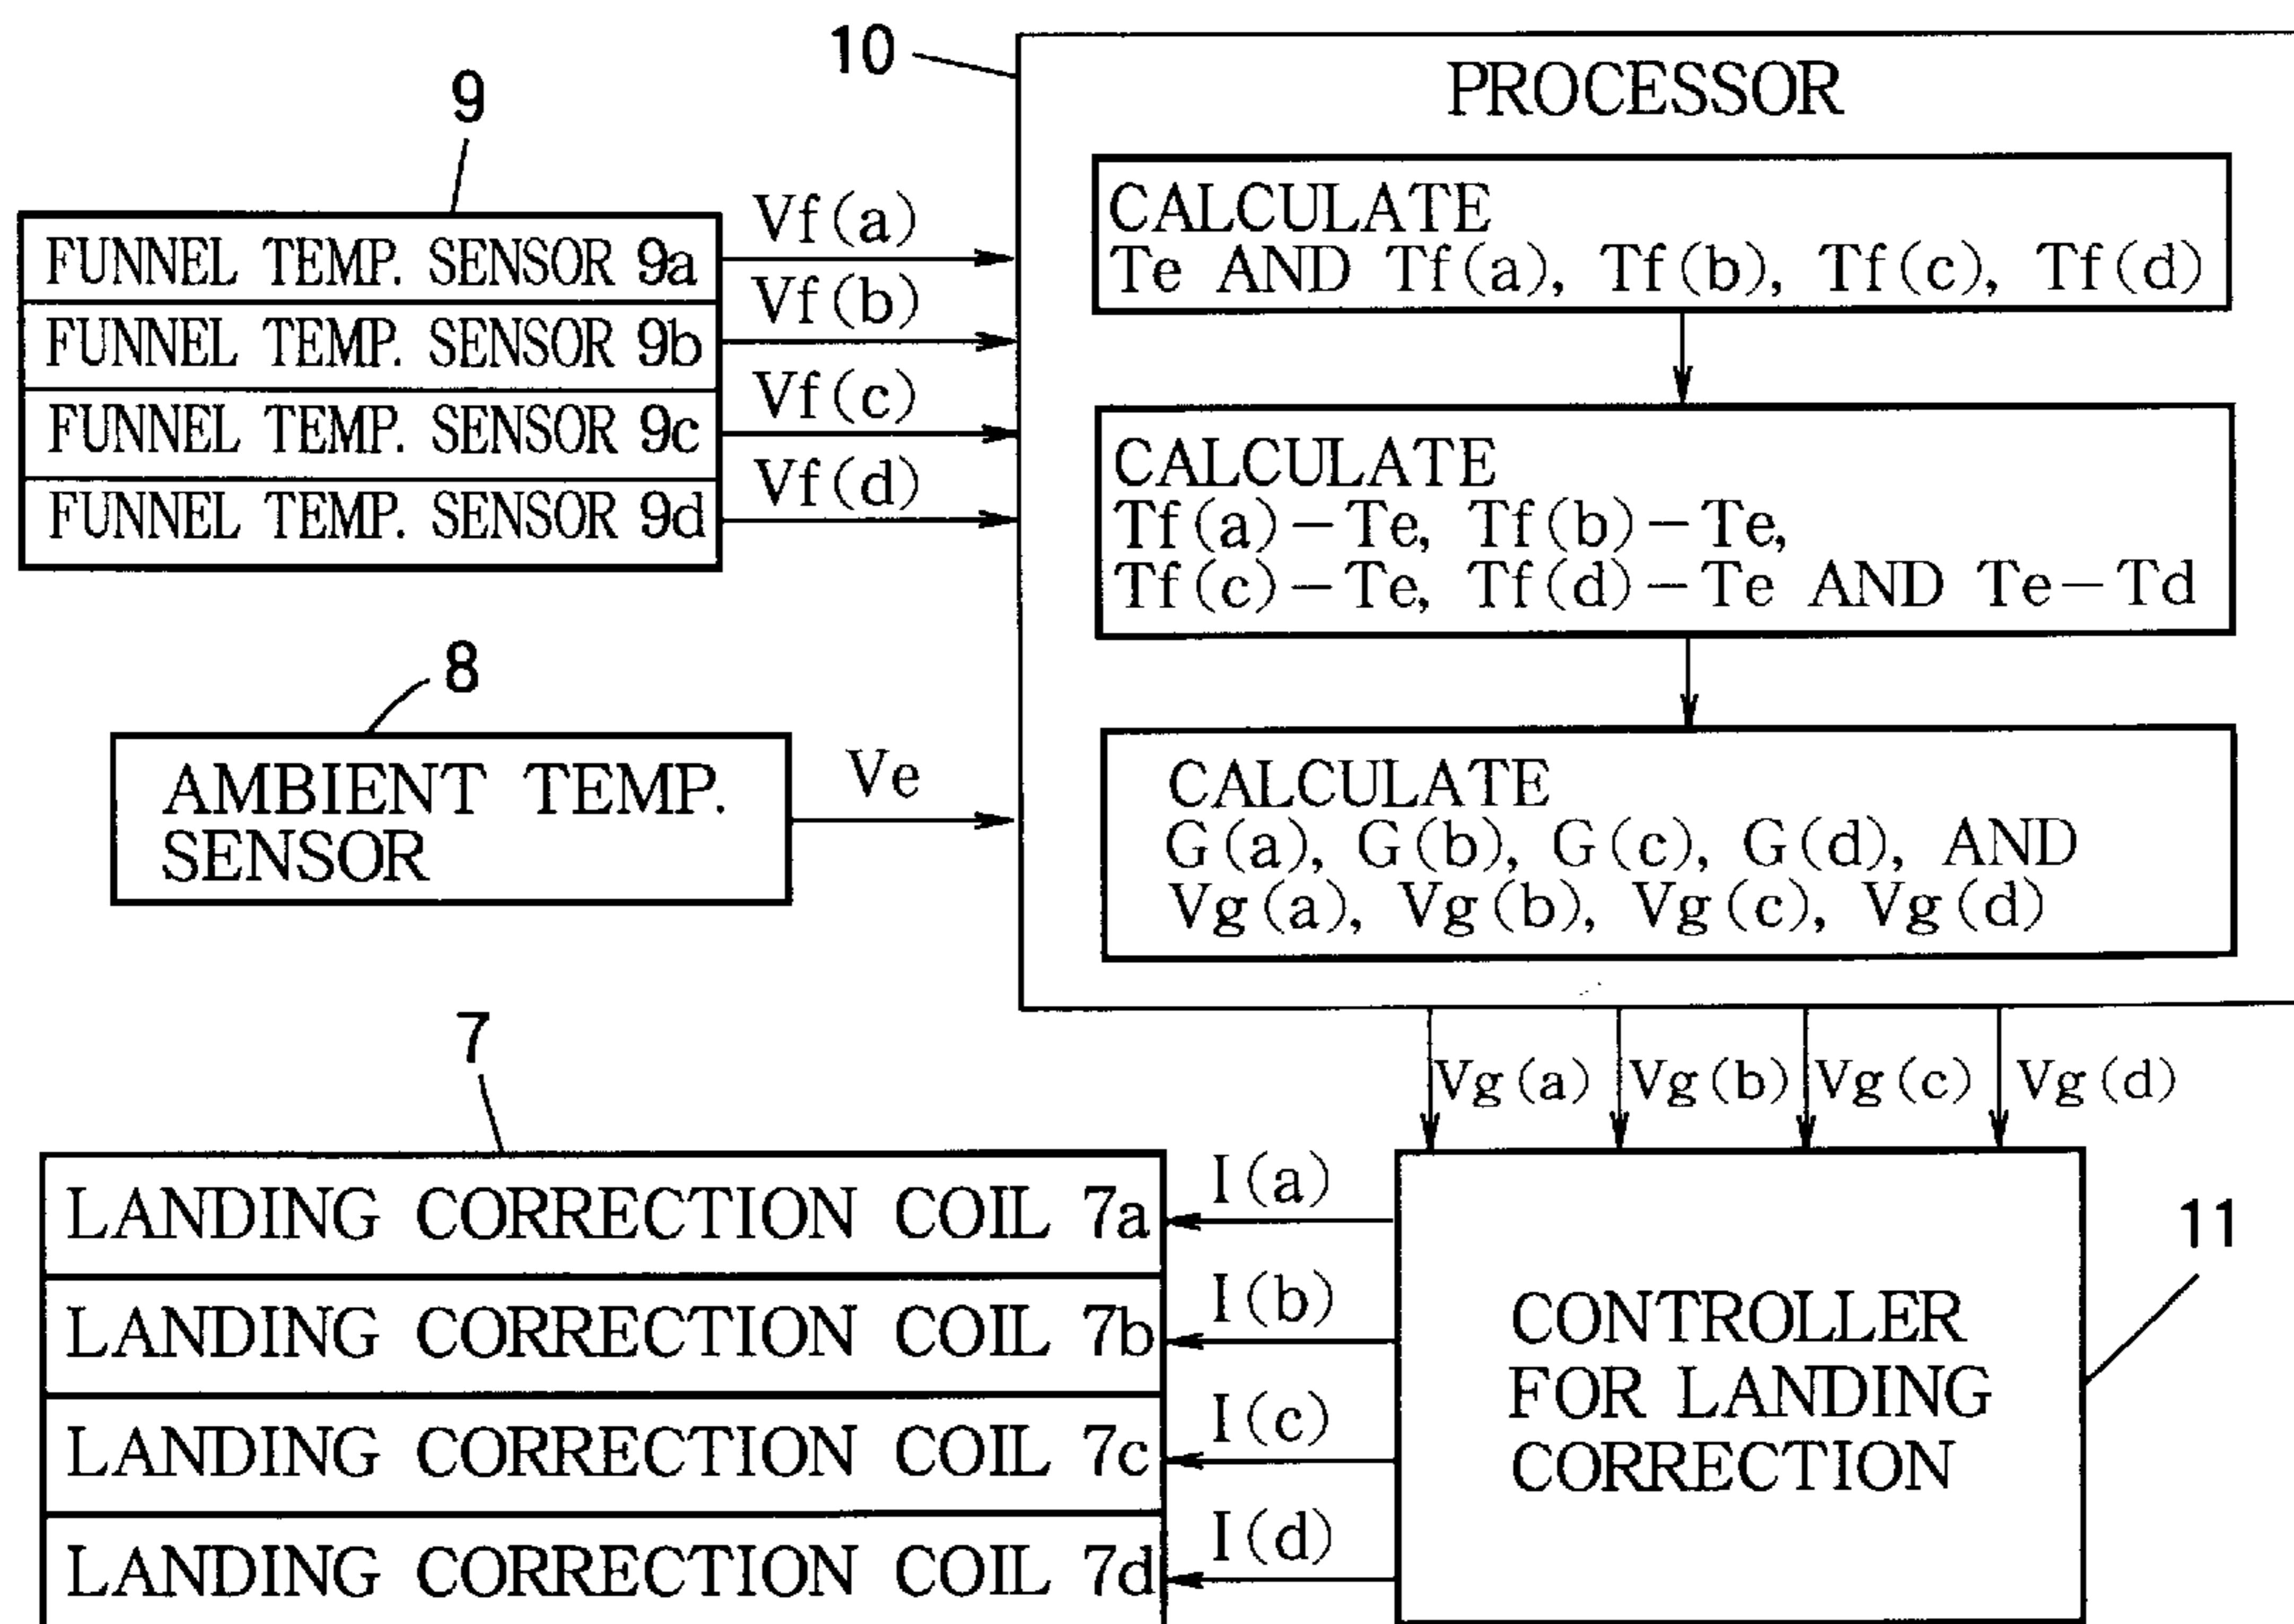 10
PROCESSOR
9
CALCULATE
Te AND Tf(a), Tf(b), Tf(c), Tf(d)
FUNNEL TEMP. SENSOR 9a
Vf(a)
FUNNEL TEMP. SENSOR 9b
Vf(b)
FUNNEL TEMP. SENSOR 9c
Vf(c)
FUNNEL TEMP. SENSOR 9d
Vf(d)
CALCULATE
Tf(a)−Te, Tf(b)−Te,
Tf(c)−Te, Tf(d)−Te AND Te−Td
8
AMBIENT TEMP.
SENSOR
Ve
CALCULATE
G(a), G(b), G(c), G(d), AND
Vg(a), Vg(b), Vg(c), Vg(d)
Vg(a) Vg(b) Vg(c) Vg(d)
7
LANDING CORRECTION COIL 7a
I(a)
LANDING CORRECTION COIL 7b
I(b)
LANDING CORRECTION COIL 7c
I(c)
LANDING CORRECTION COIL 7d
I(d)
11
CONTROLLER
FOR LANDING
CORRECTION